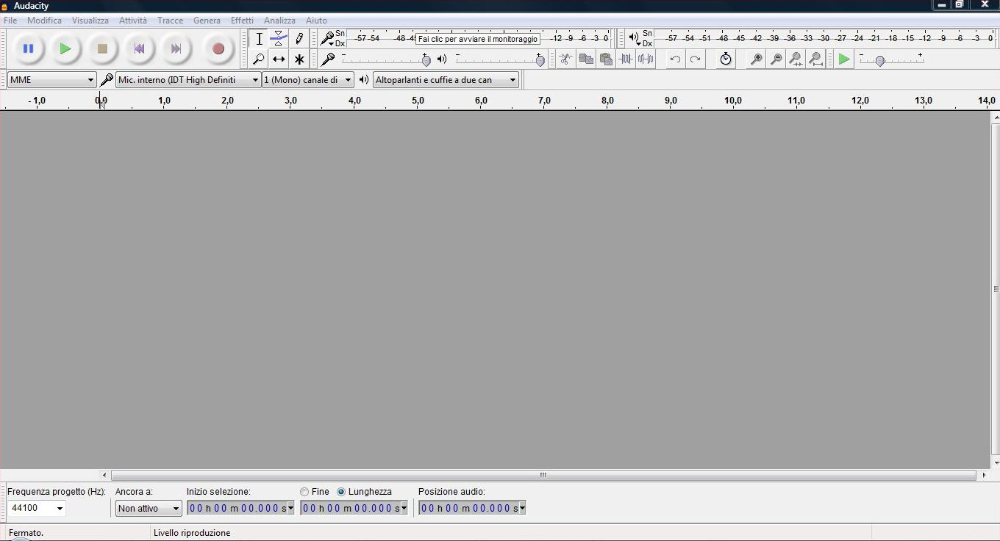 Audacity
File Modifica Visualizza Attività Tracce Genera Effetti Analizza Aiuto
Sn -57 -54 -48 -4 Fai clic per avviare il monitoraggio -12 -9 -6 -3 0 Sn -57 -54 -51 -48 -45 -42 -39 -36 -33 -30 -27 -24 -21 -18 -15 -12 -9 -6 -3 0
Dx Dx
- + - + - +
MME Mic. interno (IDT High Definiti 1 (Mono) canale di Altoparlanti e cuffie a due can
- 1,0 0,0 1,0 2,0 3,0 4,0 5,0 6,0 7,0 8,0 9,0 10,0 11,0 12,0 13,0 14,0
Frequenza progetto (Hz): Ancora a: Inizio selezione: Fine Lunghezza Posizione audio:
44100 Non attivo 00 h 00 m 00.000 s 00 h 00 m 00.000 s 00 h 00 m 00.000 s
Fermato. Livello riproduzione